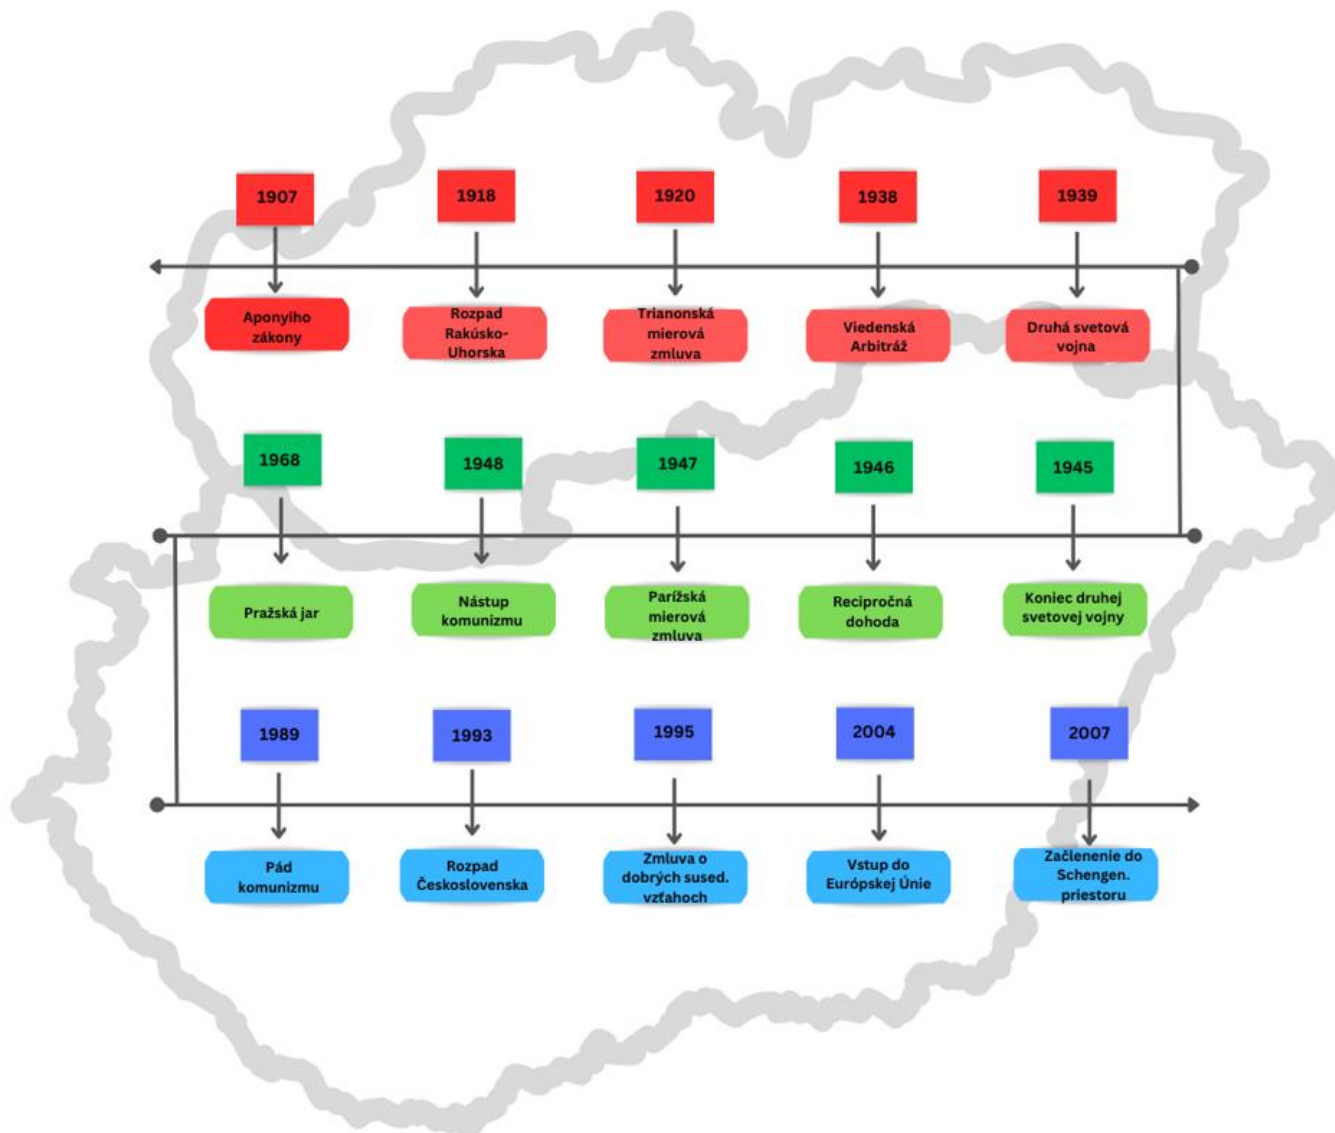 1907
1918
1920
1938
1939
Aponyiho
zákony
Rozpad
Rakúsko-
Uhorska
Trianonská
mierová
zmluva
Viedenská
Arbitráž
Druhá svetová
vojna
1968
1948
1947
1946
1945
Pražská jar
Nástup
komunizmu
Parížská
mierová
zmluva
Recipročná
dohoda
Koniec druhej
svetovej vojny
1989
1993
1995
2004
2007
Pád
komunizmu
Rozpad
Československa
Zmluva o
dobrých sused.
vzťahoch
Vstup do
Európskej Únie
Začlenenie do
Schengen.
priestoru